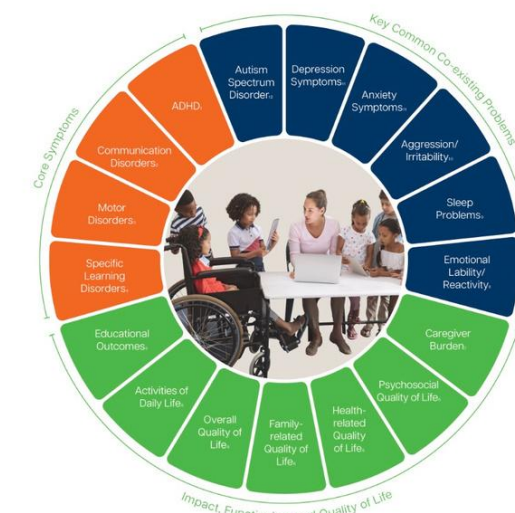 Key Common Co-existing Problems
Core Symptoms
ADHD
Autism
Spectrum
Disorder
Depression
Symptoms
Anxiety
Symptoms
Aggression/
Irritability
Sleep
Problems
Emotional
Lability/
Reactivity
Communication
Disorders
Motor
Disorders
Specific
Learning
Disorders
Educational
Outcomes
Activities of
Daily Life
Overall
Quality of
Life
Family-
related
Quality of
Life
Health-
related
Quality
of Life
Psychosocial
Quality of Life
Caregiver
Burden
Impact,
Quality of Life